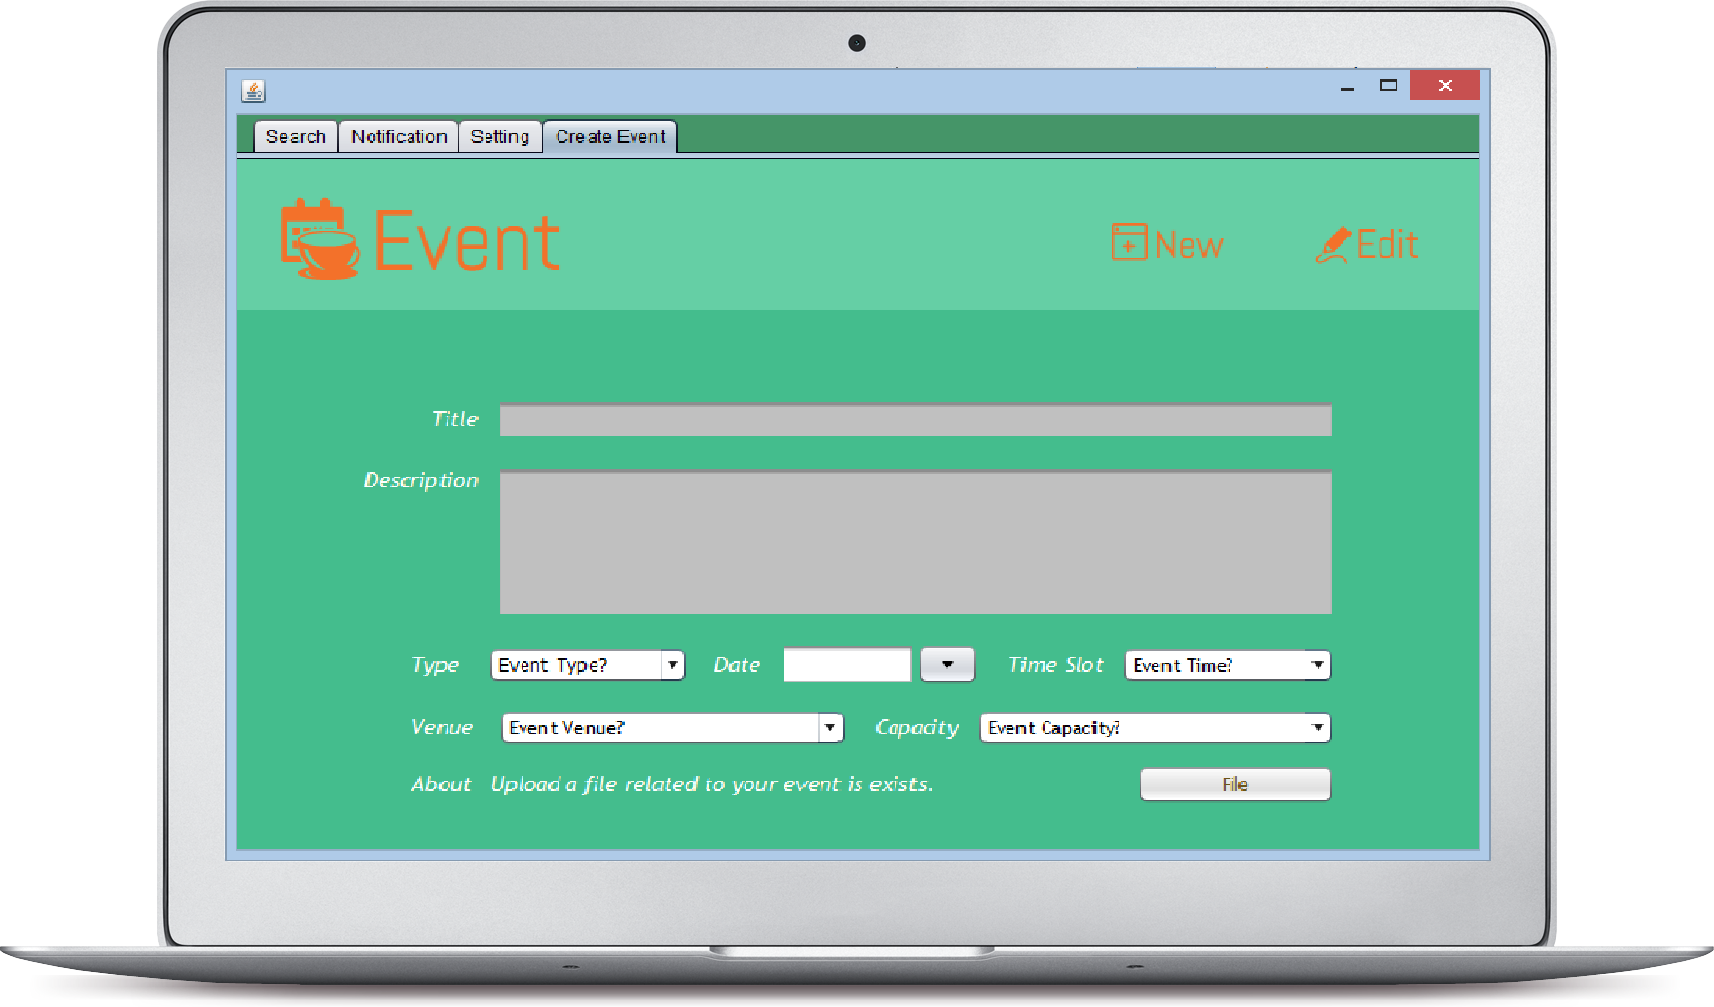 Search Notification Setting Create Event
Event New Edit
Title
Description
Type Event Type? Date Time Slot Event Time?
Venue Event Venue? Capacity Event Capacity?
About Upload a file related to your event is exists. File